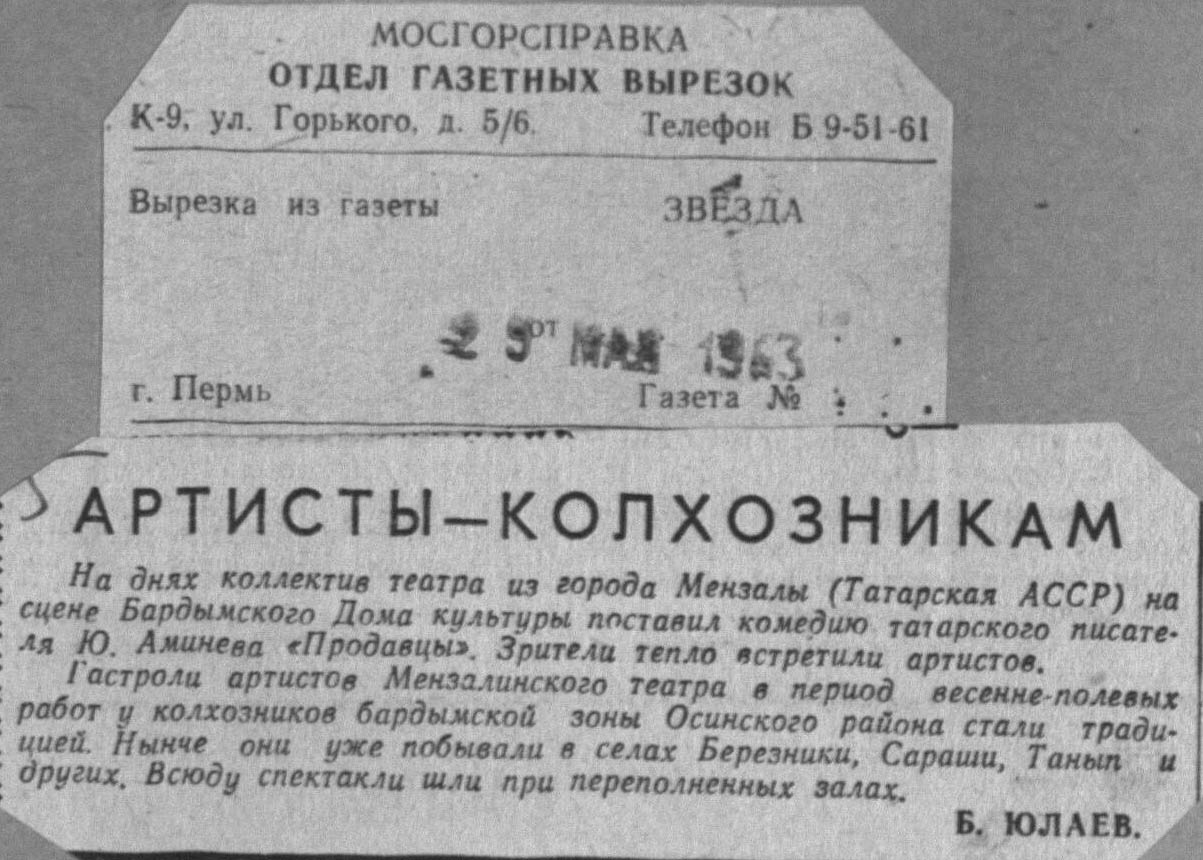 МОСГОРСПРАВКА
ОТДЕЛ ГАЗЕТНЫХ ВЫРЕЗОК
К-9, ул. Горького, д. 5/6. Телефон Б 9-51-61
Вырезка из газеты ЗВЕЗДА
от
29 МАЯ 1963
г. Пермь Газета №
АРТИСТЫ—КОЛХОЗНИКАМ
На днях коллектив театра из города Мензалы (Татарская АССР) на
сцене Бардымского Дома культуры поставил комедию татарского писате-
ля Ю. Аминева «Продавцы». Зрители тепло встретили артистов.
Гастроли артистов Мензалинского театра в период весенне-полевых
работ у колхозников бардымской зоны Осинского района стали тради-
цией. Нынче они уже побывали в селах Березники, Сараши, Танып и
других. Всюду спектакли шли при переполненных залах.
Б. ЮЛАЕВ.